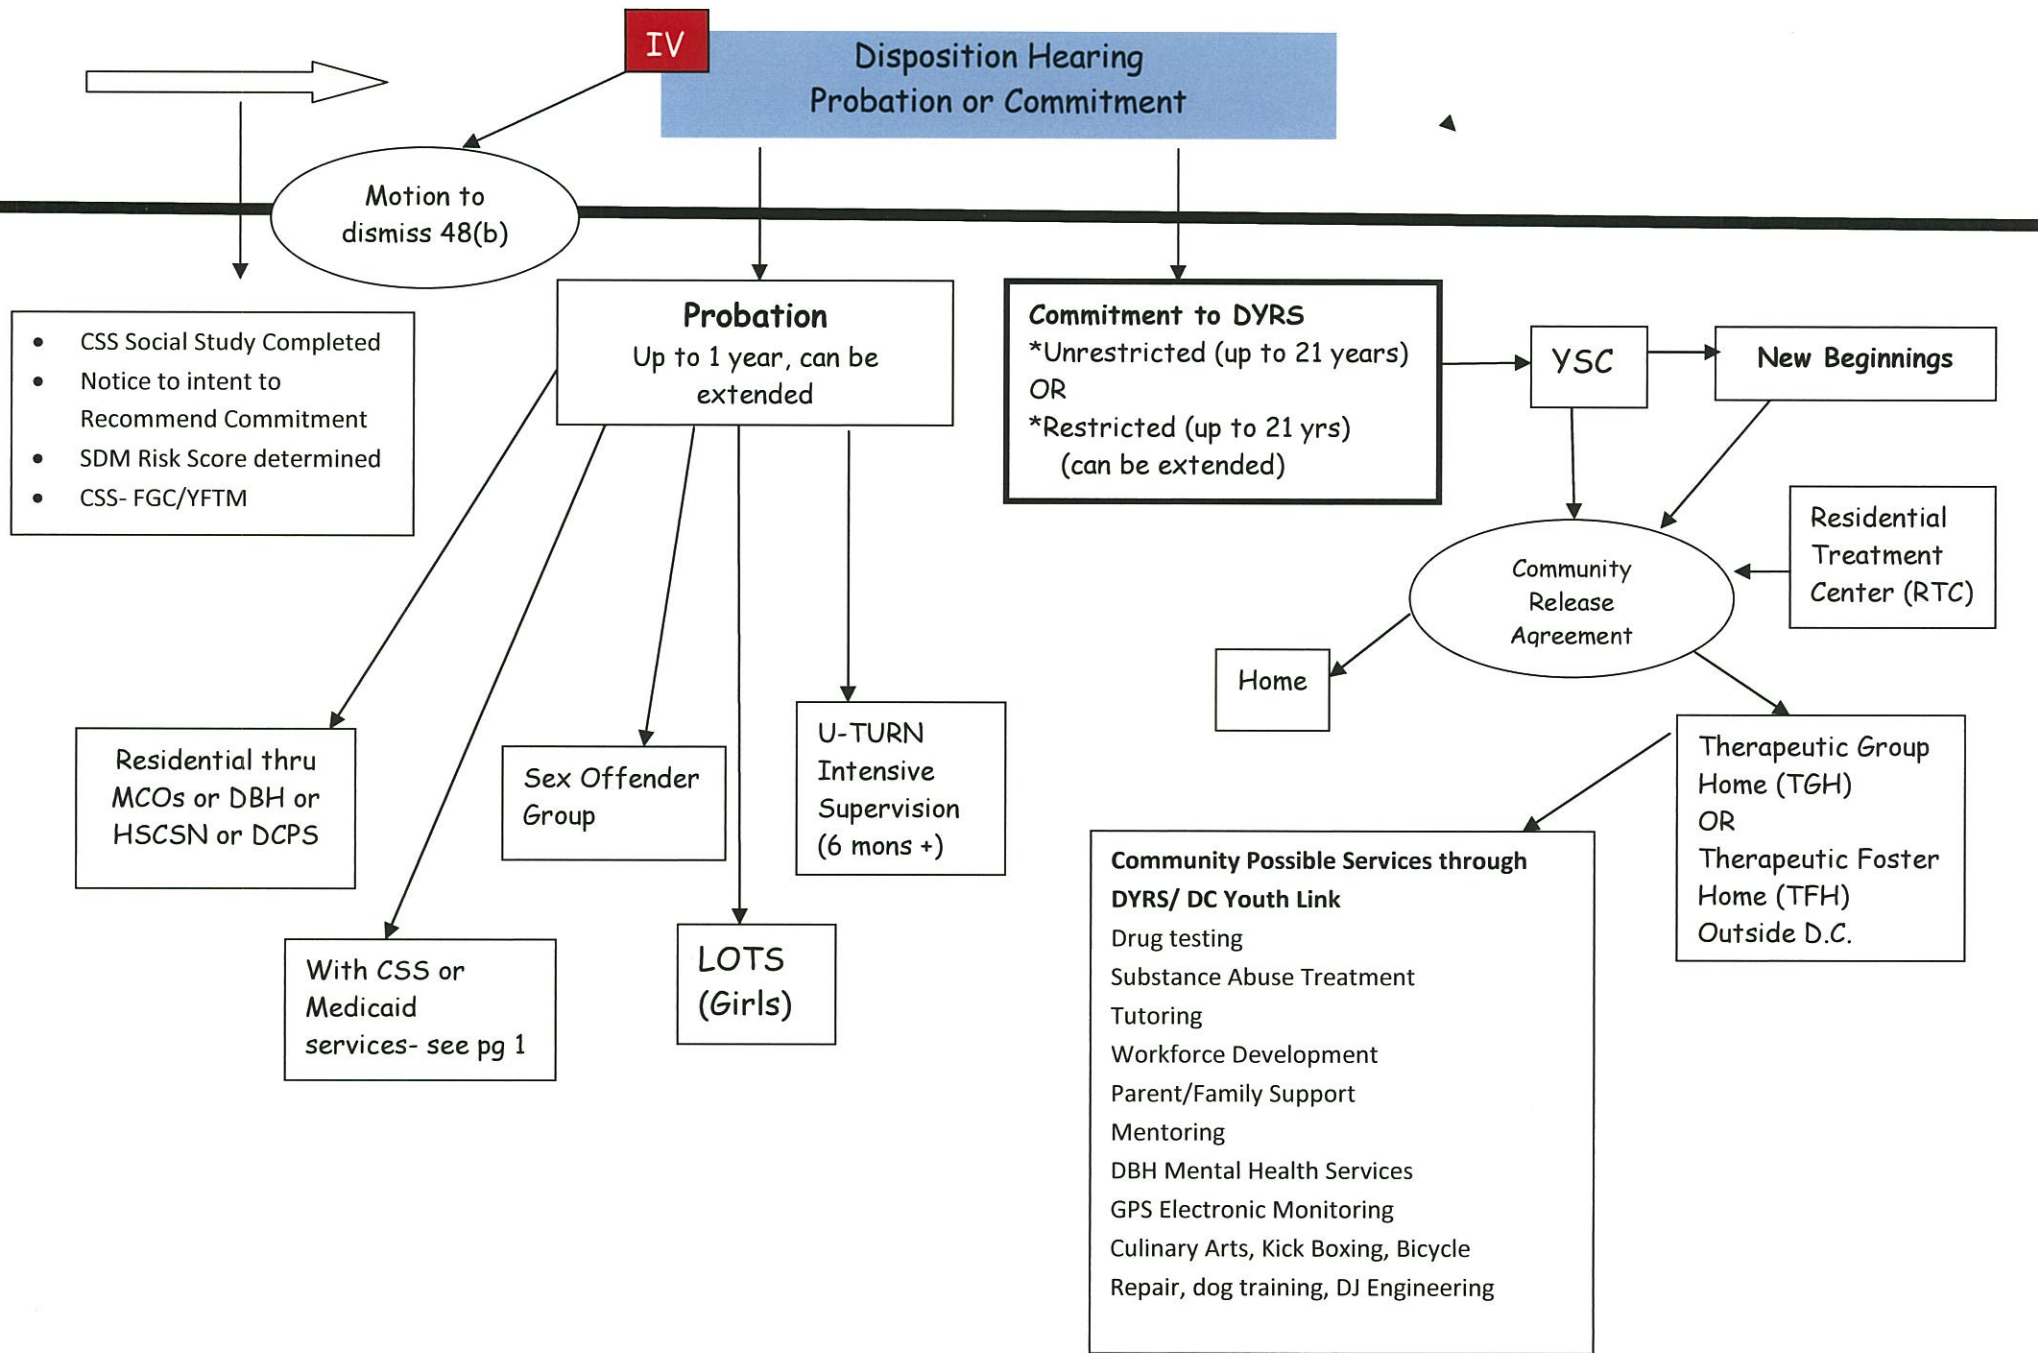 IV
Disposition Hearing
Probation or Commitment
Motion to
dismiss 48(b)
• CSS Social Study Completed
• Notice to intent to
Recommend Commitment
• SDM Risk Score determined
• CSS- FGC/YFTM
Probation
Up to 1 year, can be
extended
Commitment to DYRS
*Unrestricted (up to 21 years)
OR
*Restricted (up to 21 yrs)
(can be extended)
YSC
New Beginnings
Residential
Treatment
Center (RTC)
Community
Release
Agreement
Home
Residential thru
MCOs or DBH or
HSCSN or DCPS
With CSS or
Medicaid
services- see pg 1
Sex Offender
Group
LOTS
(Girls)
U-TURN
Intensive
Supervision
(6 mons +)
Therapeutic Group
Home (TGH)
OR
Therapeutic Foster
Home (TFH)
Outside D.C.
Community Possible Services through
DYRS/ DC Youth Link
Drug testing
Substance Abuse Treatment
Tutoring
Workforce Development
Parent/Family Support
Mentoring
DBH Mental Health Services
GPS Electronic Monitoring
Culinary Arts, Kick Boxing, Bicycle
Repair, dog training, DJ Engineering